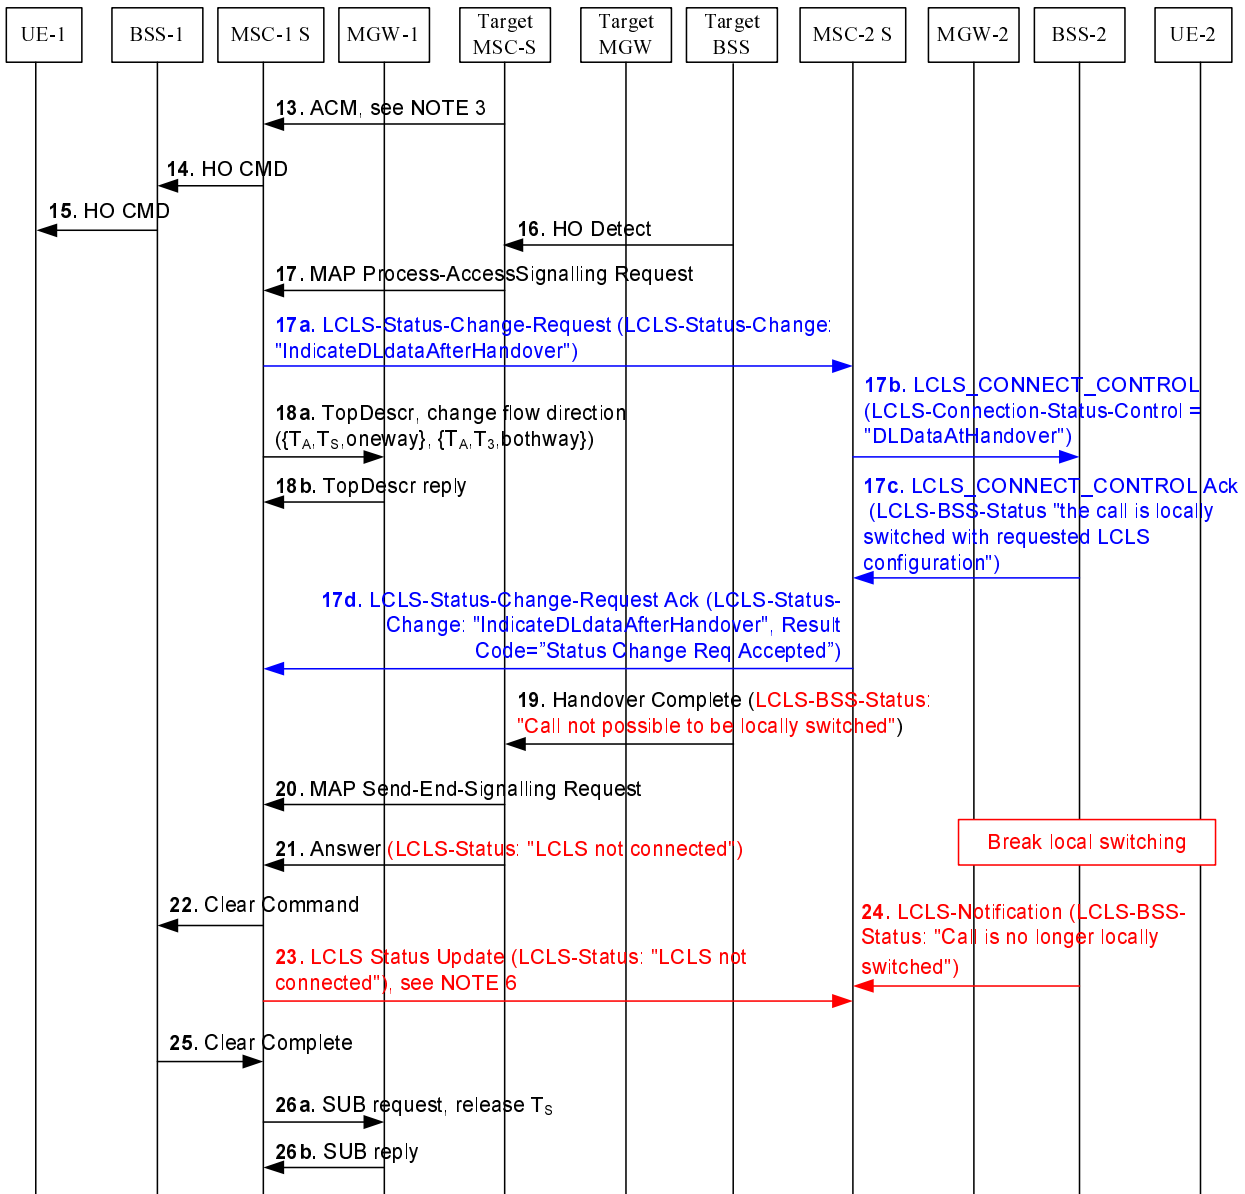 UE-1
BSS-1
MSC-1 S
MGW-1
Target
MSC-S
Target
MGW
Target
BSS
MSC-2 S
MGW-2
BSS-2
UE-2
13. ACM, see NOTE 3
14. HO CMD
15. HO CMD
16. HO Detect
17. MAP Process-AccessSignalling Request
17a. LCLS-Status-Change-Request (LCLS-Status-Change:
"IndicateDLdataAfterHandover")
17b. LCLS_CONNECT_CONTROL
(LCLS-Connection-Status-Control =
"DLDataAtHandover")
18a. TopDescr, change flow direction
({TA,TS,oneway}, {TA,T3,bothway})
18b. TopDescr reply
17c. LCLS_CONNECT_CONTROL Ack
(LCLS-BSS-Status "the call is locally
switched with requested LCLS
configuration")
17d. LCLS-Status-Change-Request Ack (LCLS-Status-
Change: "IndicateDLdataAfterHandover", Result
Code=”Status Change Req Accepted”)
19. Handover Complete (LCLS-BSS-Status:
"Call not possible to be locally switched")
20. MAP Send-End-Signalling Request
Break local switching
21. Answer (LCLS-Status: "LCLS not connected")
22. Clear Command
24. LCLS-Notification (LCLS-BSS-
Status: "Call is no longer locally
switched")
23. LCLS Status Update (LCLS-Status: "LCLS not
connected"), see NOTE 6
25. Clear Complete
26a. SUB request, release TS
26b. SUB reply